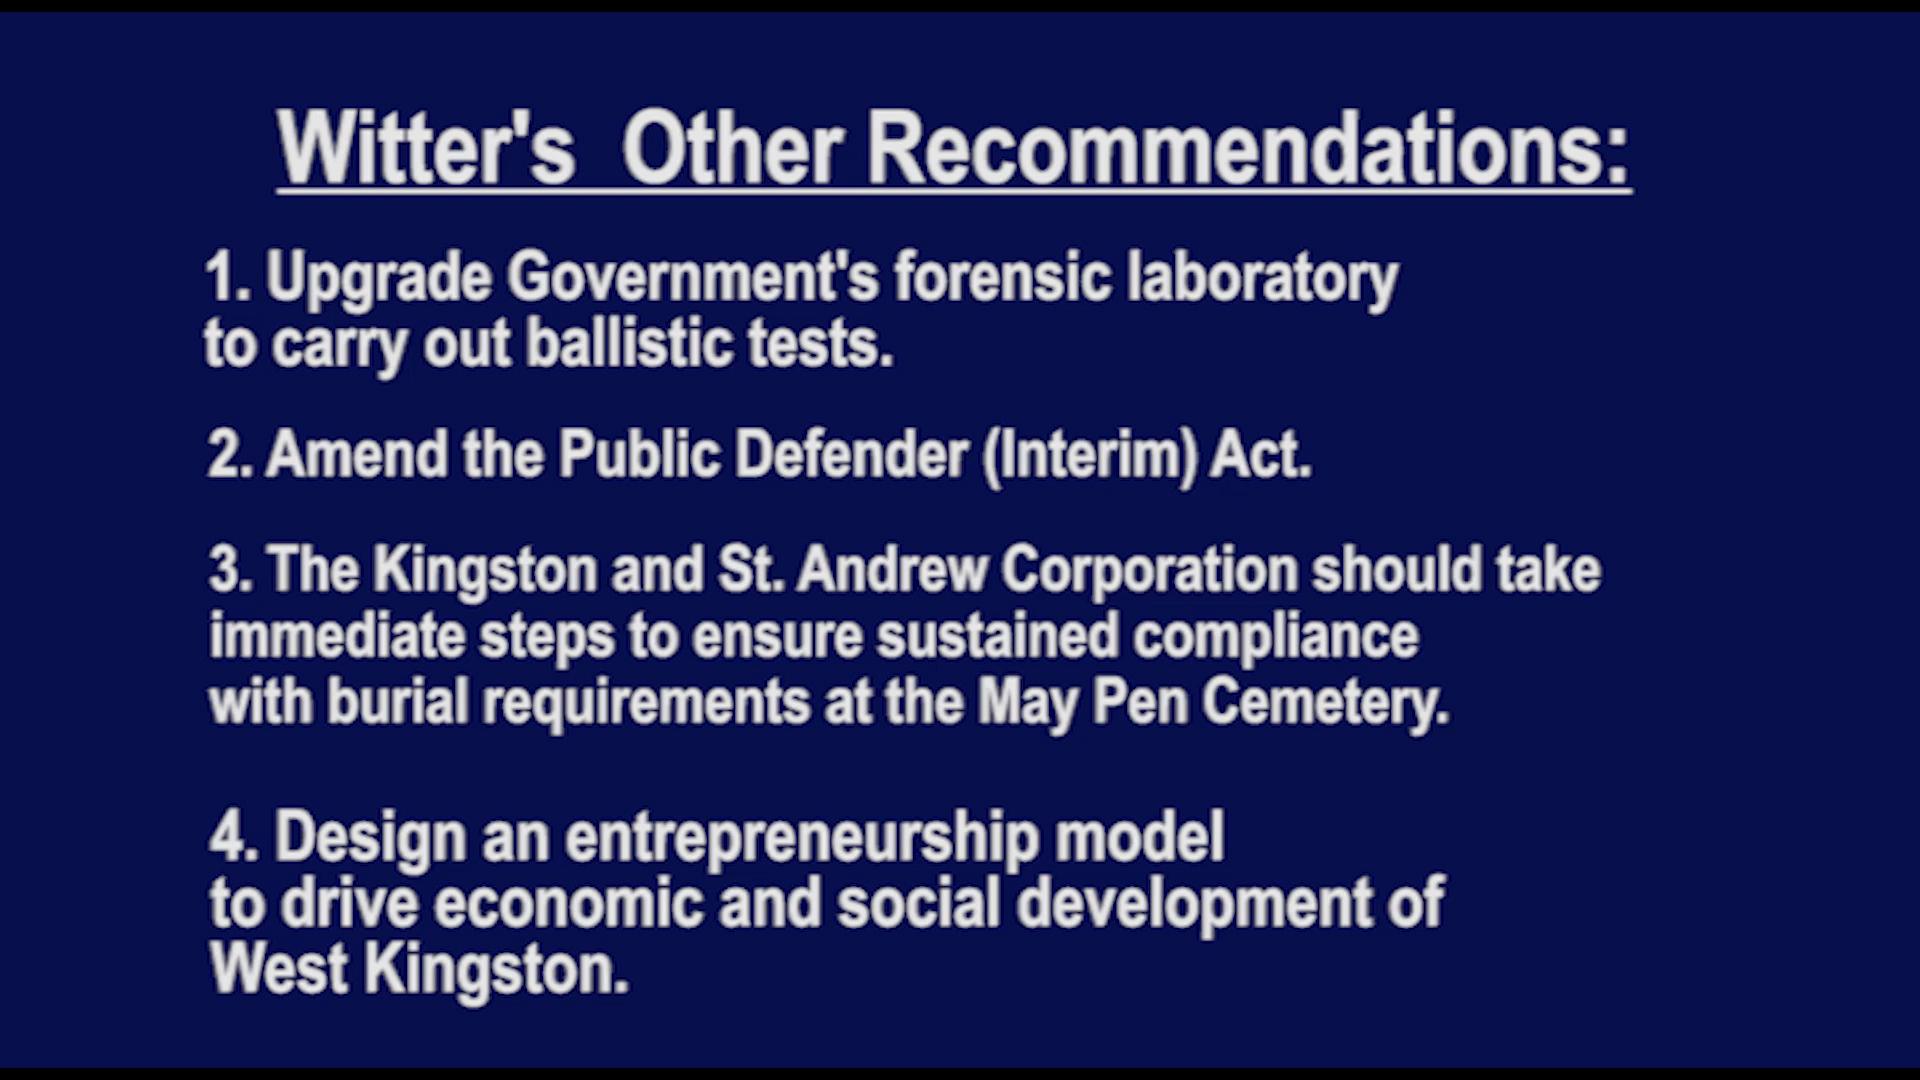 Witter's  Other Recommendations:
1. Upgrade Government's forensic laboratory
to carry out ballistic tests.
2. Amend the Public Defender (Interim) Act.
3. The Kingston and St. Andrew Corporation should take
immediate steps to ensure sustained compliance
with burial requirements at the May Pen Cemetery.
4. Design an entrepreneurship model
to drive economic and social development of
West Kingston.